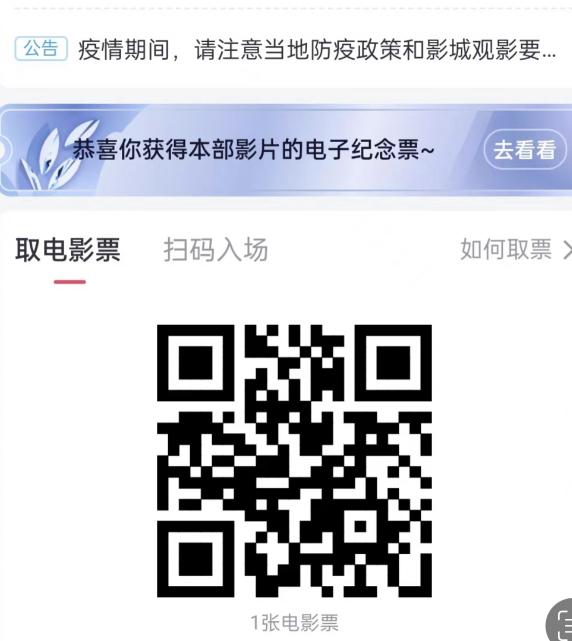 公告 疫情期间，请注意当地防疫政策和影城观影要...
恭喜你获得本部影片的电子纪念票~ 去看看
取电影票 扫码入场 如何取票
1张电影票